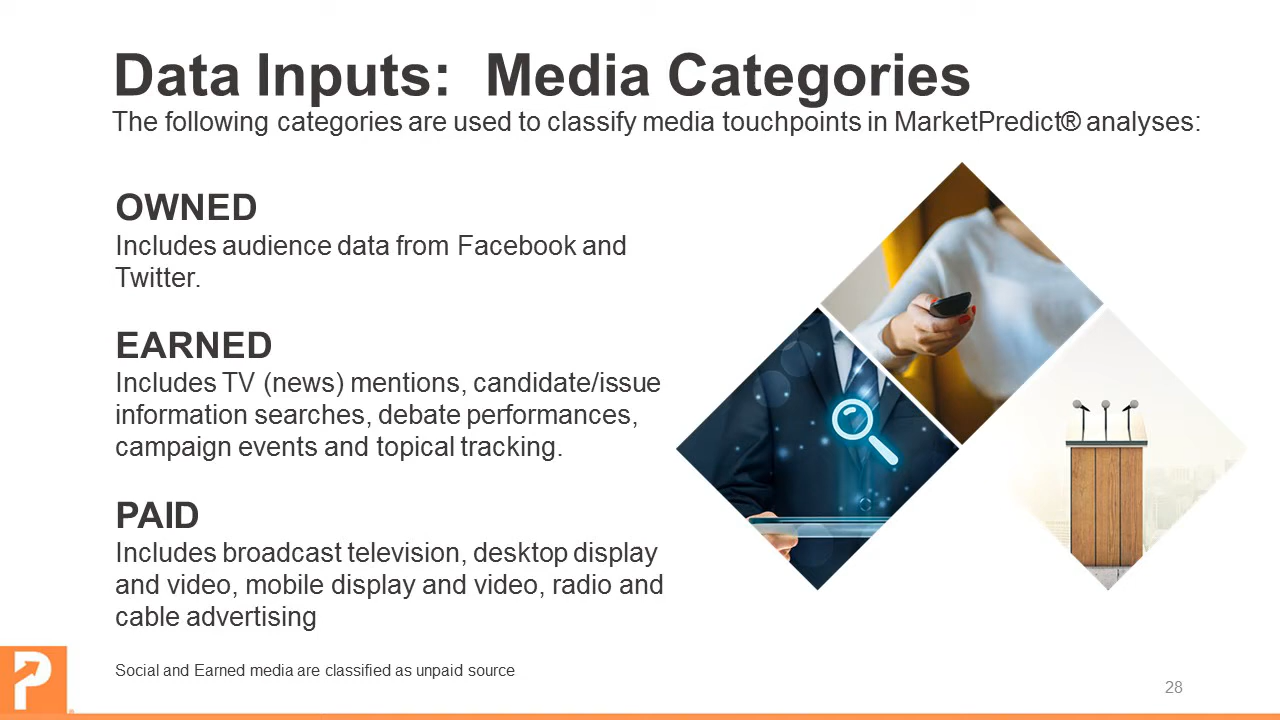 Data Inputs:  Media Categories
The following categories are used to classify media touchpoints in MarketPredict® analyses:
OWNED
Includes audience data from Facebook and
Twitter.
EARNED
Includes TV (news) mentions, candidate/issue
information searches, debate performances,
campaign events and topical tracking.
PAID
Includes broadcast television, desktop display
and video, mobile display and video, radio and
cable advertising
Social and Earned media are classified as unpaid source
P
28